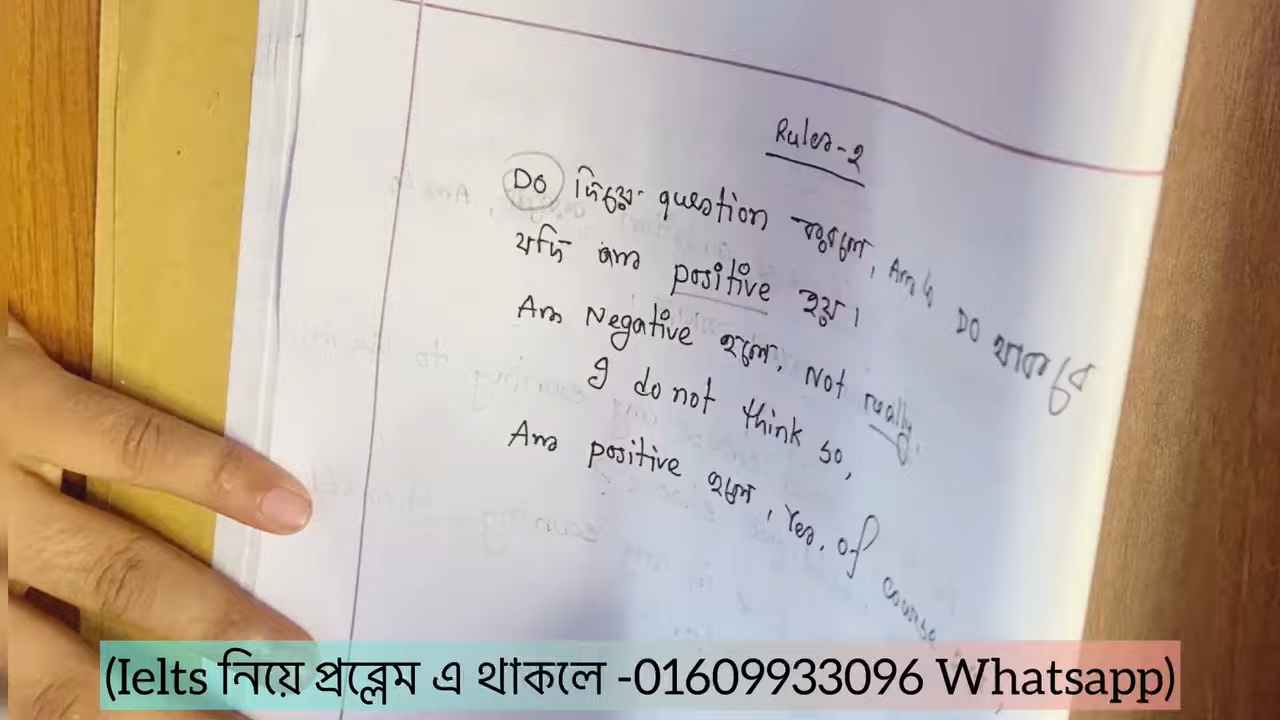 Rules-2
Do দিয়ে question করলে, Ans এ DO থাকবে
যদি ans positive হয়।
Ans Negative হলে, Not really,
I do not think so,
Ans positive হলে, Yes, of course
(Ielts নিয়ে প্রব্লেম এ থাকলে -01609933096 Whatsapp)